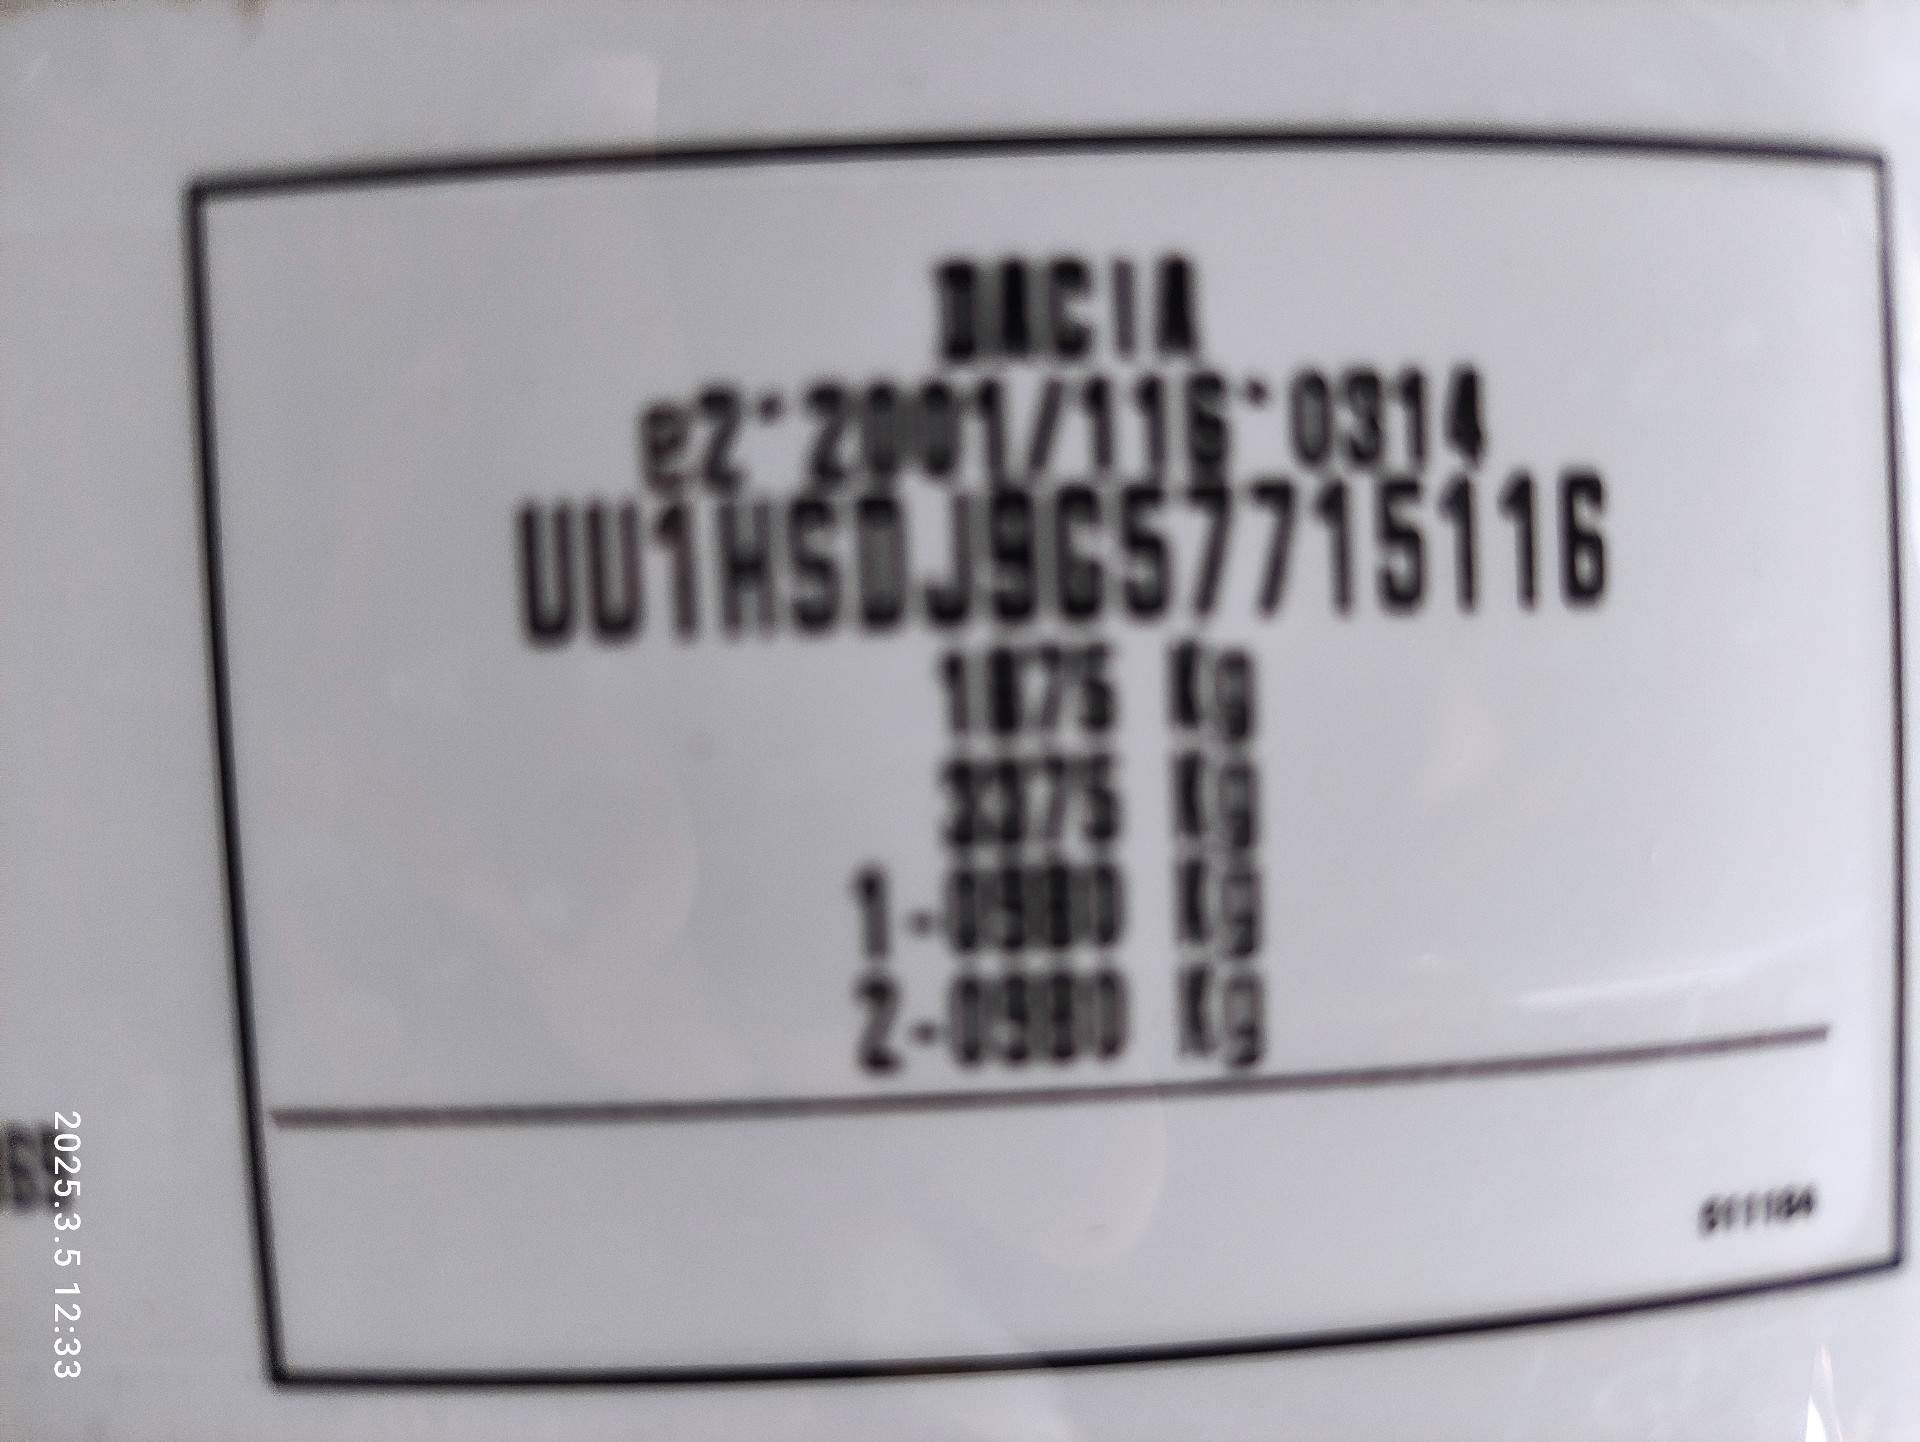 DACIA
e2*2001/116*0314
UU1HSDJ9G57715116
1875 Kg
3375 Kg
1-0980 Kg
2-0980 Kg
2025.3.5 12:33